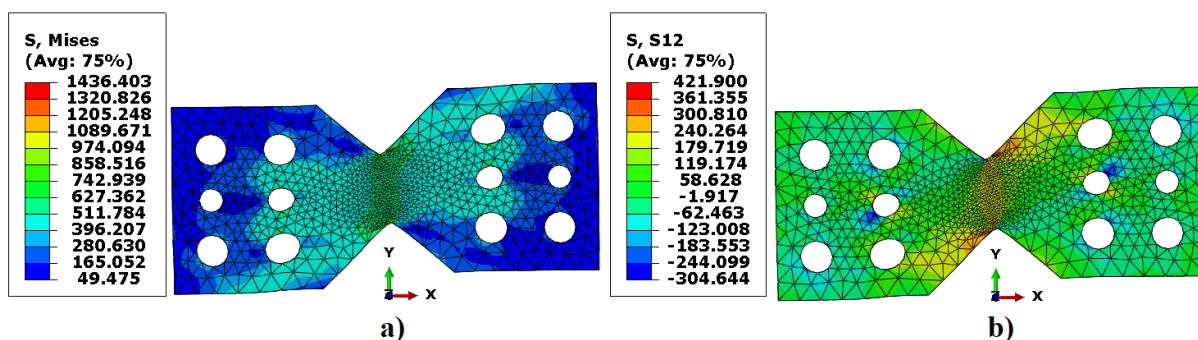 S, Mises
(Avg: 75%)
1436.403
1320.826
1205.248
1089.671
974.094
858.516
742.939
627.362
511.784
396.207
280.630
165.052
49.475
Y
Z
X
a)
S, S12
(Avg: 75%)
421.900
361.355
300.810
240.264
179.719
119.174
58.628
-1.917
-62.463
-123.008
-183.553
-244.099
-304.644
Y
Z
X
b)